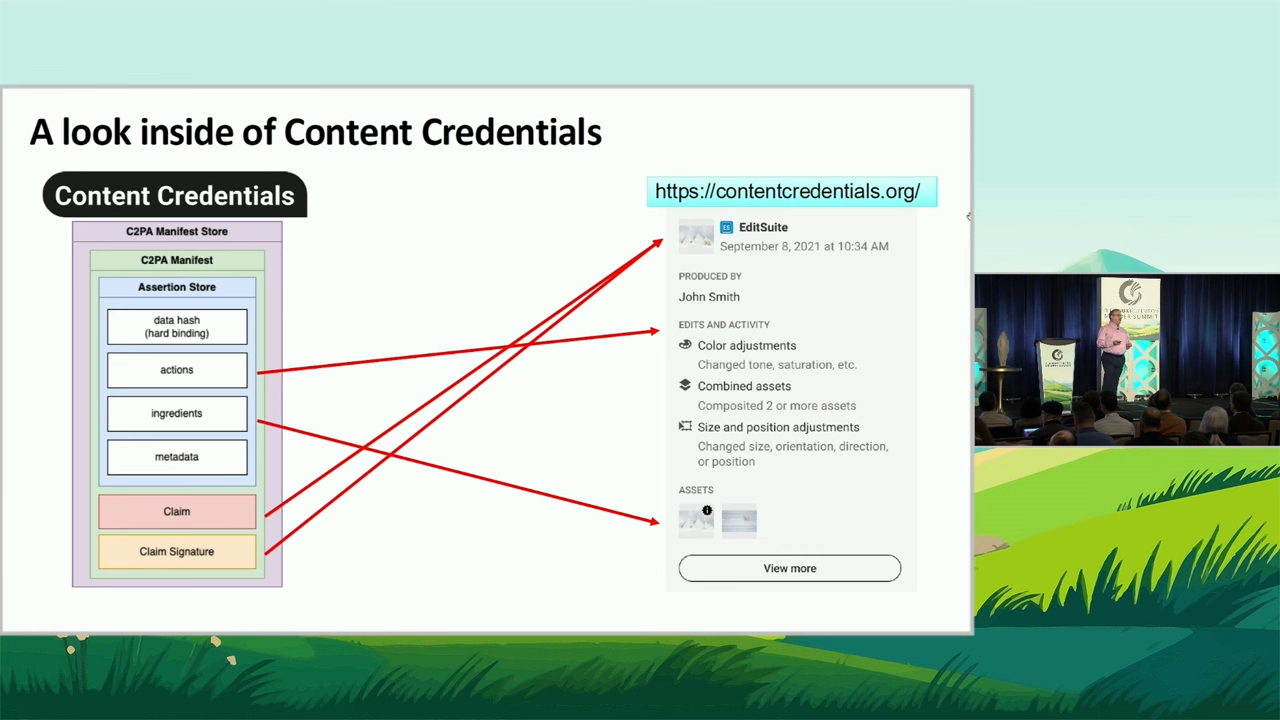 A look inside of Content Credentials
Content Credentials
C2PA Manifest Store
C2PA Manifest
Assertion Store
data hash
(hard binding)
actions
ingredients
metadata
Claim
Claim Signature
https://contentcredentials.org/
EditSuite
September 8, 2021 at 10:34 AM
PRODUCED BY
John Smith
EDITS AND ACTIVITY
Color adjustments
Changed tone, saturation, etc.
Combined assets
Composited 2 or more assets
Size and position adjustments
Changed size, orientation, direction,
or position
ASSETS
View more
SUMMIT